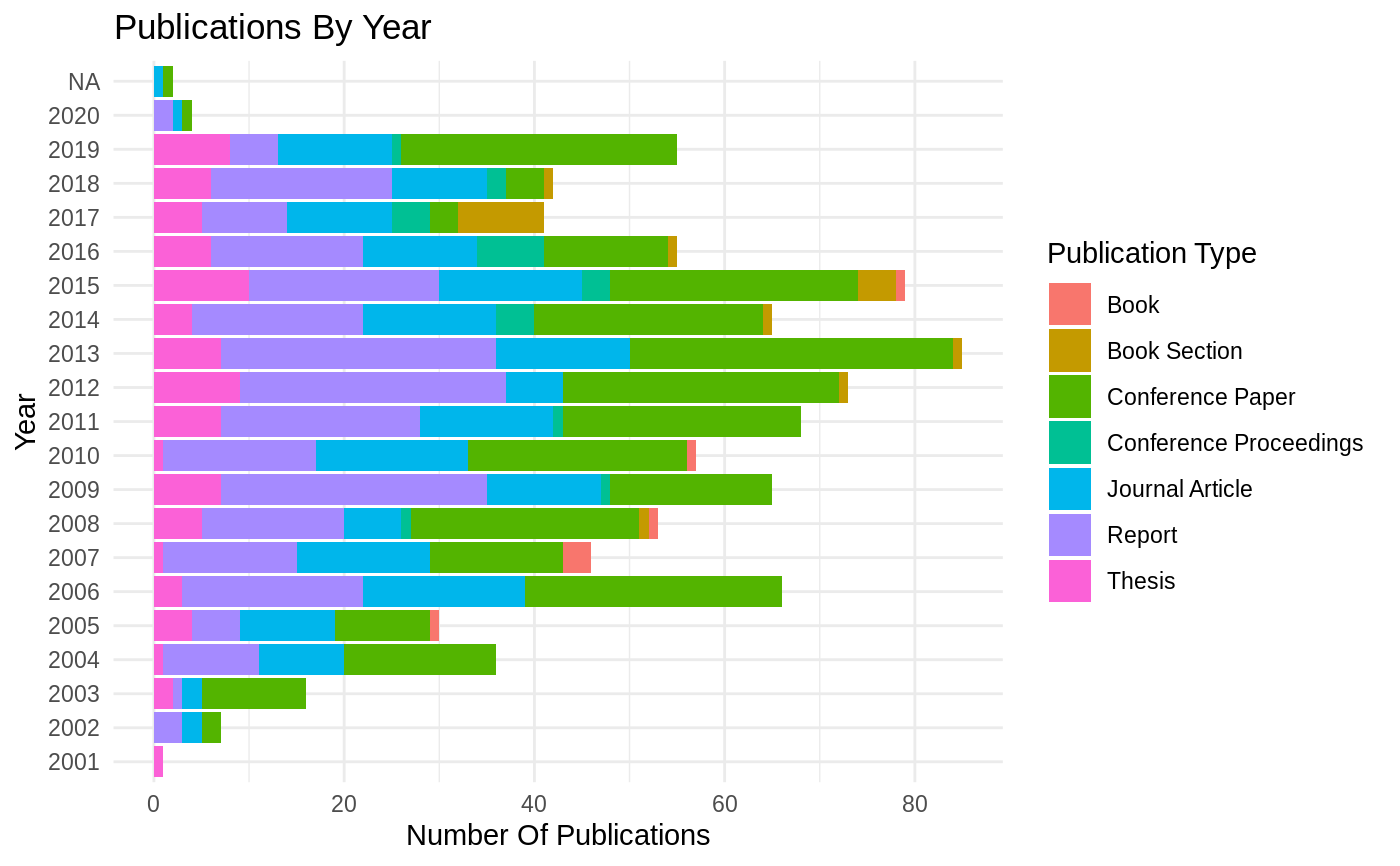 Publications By Year
NA
2020
2019
2018
2017
2016
2015
2014
2013
2012
2011
2010
2009
2008
2007
2006
2005
2004
2003
2002
2001
Year
0 20 40 60 80
Number Of Publications
Publication Type
Book
Book Section
Conference Paper
Conference Proceedings
Journal Article
Report
Thesis